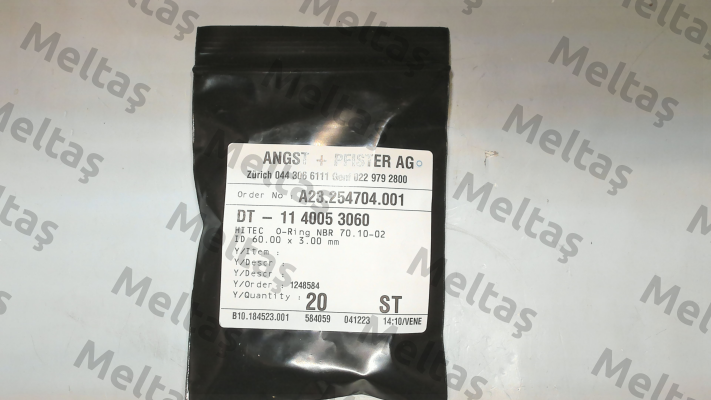 ANGST + PFISTER AG
Zürich 044 306 6111 Genf 022 979 2800
Order No A23.254704.001
DT - 11 4005 3060
HITEC O-Ring NBR 70.10-02
ID 60.00 x 3.00 mm
Y/Item :
Y/Descr :
Y/Descr :
Y/Order : 1248584
Y/Quantity : 20 ST
B10.184523.001 584059 041223 14:10/VENE
Meltaş
Meltaş
Meltaş
Meltaş
Meltaş
Meltaş
Meltaş
Meltaş
Meltaş
Meltaş
Meltaş
Meltaş